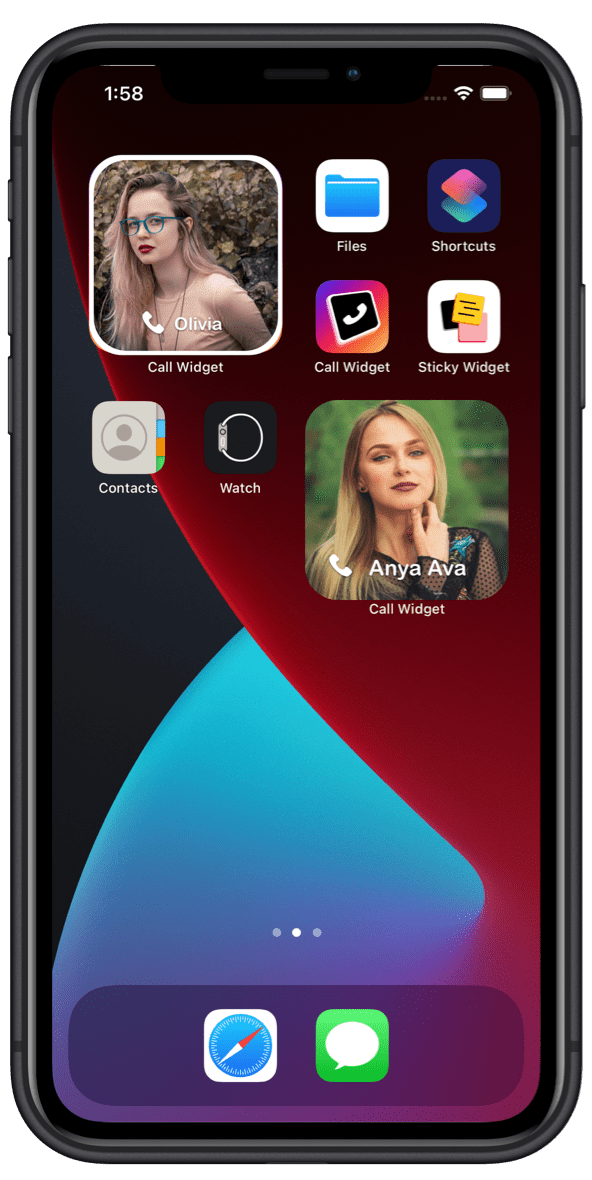 1:58
Olivia
Call Widget
Files
Shortcuts
Call Widget
Sticky Widget
Contacts
Watch
Anya Ava
Call Widget